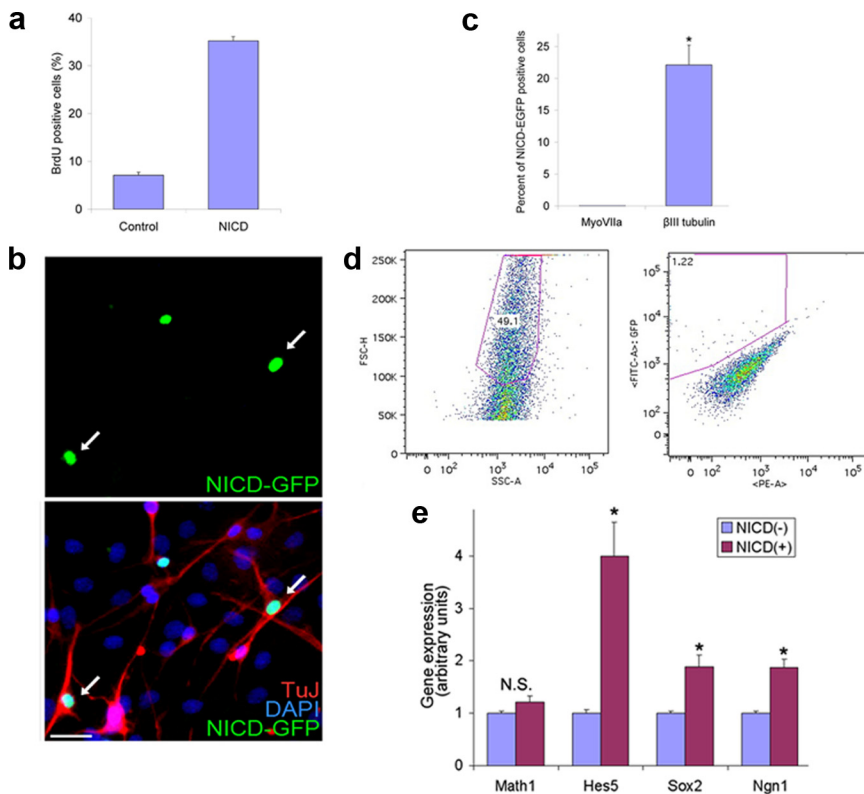 a
BrdU positive cells (%)
40
30
20
10
0
Control NICD
c
Percent of NICD-EGFP positive cells
25
20
15
10
5
0
*
MyoVIIa βIII tubulin
b
NICD-GFP
TuJ
DAPI
NICD-GFP
d
FSC-H
250K
200K
150K
100K
50K
0
49.1
0 10² 10³ 10⁴ 10⁵
SSC-A
<FITC-A>: GFP
10⁵
10⁴
10³
10²
0
1.22
0 10² 10³ 10⁴ 10⁵
<PE-A>
e
Gene expression
(arbitrary units)
4
2
1
0
NICD(-)
NICD(+)
N.S.
*
*
*
Math1 Hes5 Sox2 Ngn1